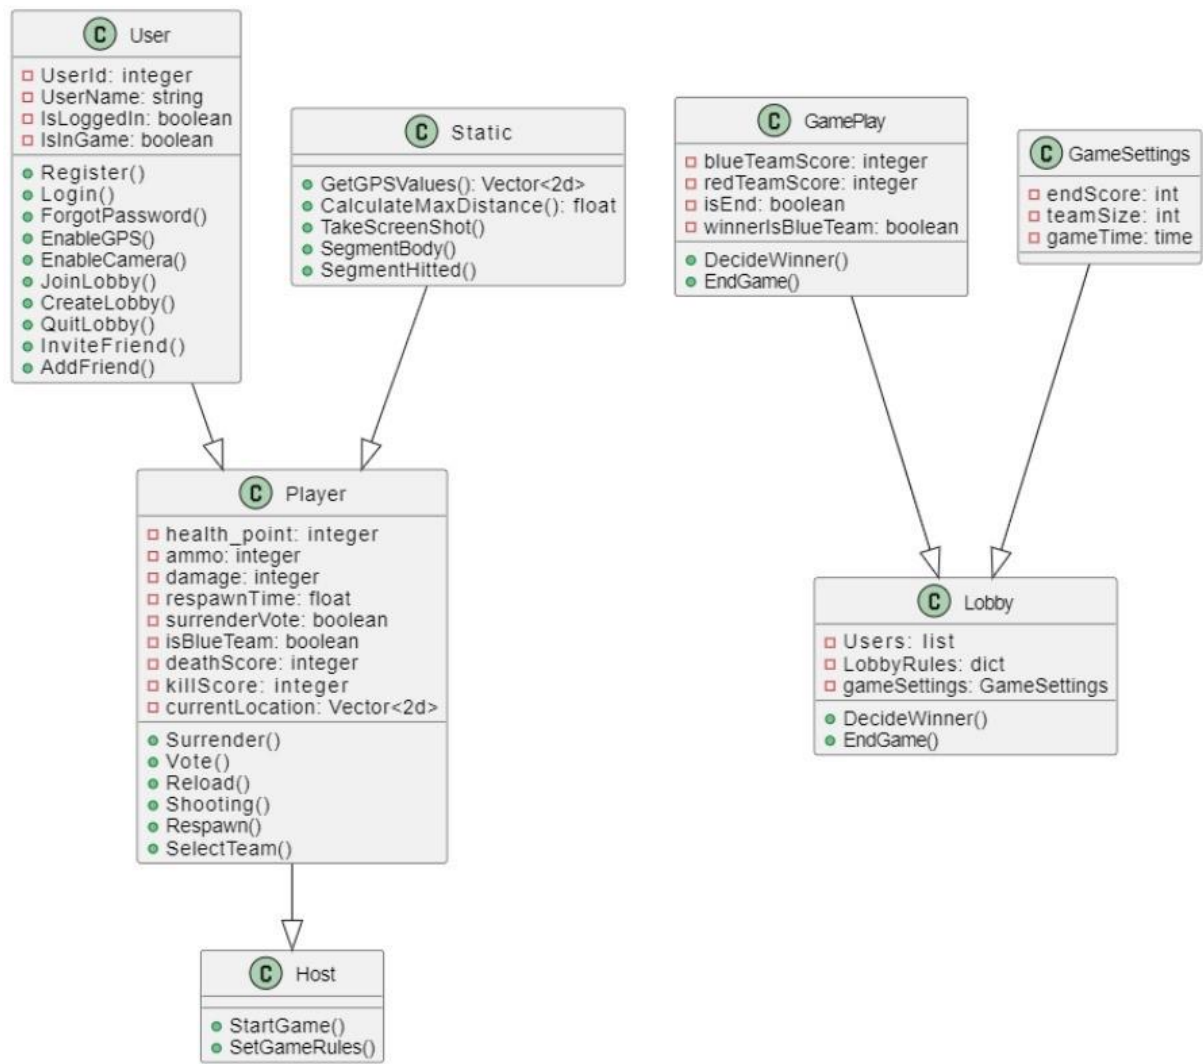 C User
UserId: integer
UserName: string
IsLoggedIn: boolean
IsInGame: boolean
Register()
Login()
ForgotPassword()
EnableGPS()
EnableCamera()
JoinLobby()
CreateLobby()
QuitLobby()
InviteFriend()
AddFriend()
C Static
GetGPSValues(): Vector<2d>
CalculateMaxDistance(): float
TakeScreenShot()
SegmentBody()
SegmentHitted()
C GamePlay
blueTeamScore: integer
redTeamScore: integer
isEnd: boolean
winnerIsBlueTeam: boolean
DecideWinner()
EndGame()
C GameSettings
endScore: int
teamSize: int
gameTime: time
C Player
health_point: integer
ammo: integer
damage: integer
respawnTime: float
surrenderVote: boolean
isBlueTeam: boolean
deathScore: integer
killScore: integer
currentLocation: Vector<2d>
Surrender()
Vote()
Reload()
Shooting()
Respawn()
SelectTeam()
C Lobby
Users: list
LobbyRules: dict
gameSettings: GameSettings
DecideWinner()
EndGame()
C Host
StartGame()
SetGameRules()